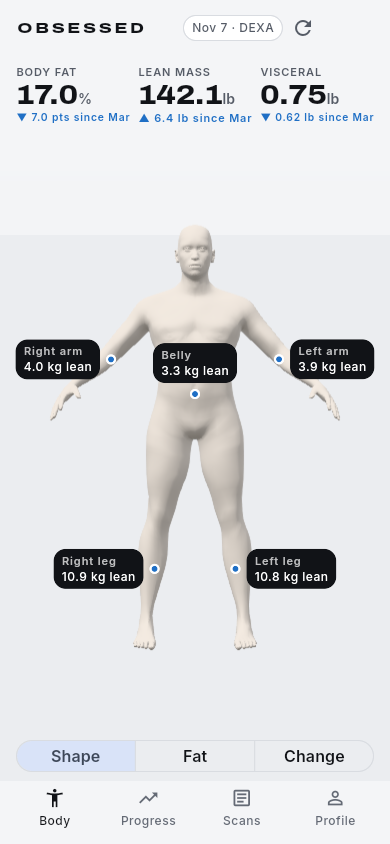 OBSESSED
Nov 7 · DEXA
BODY FAT LEAN MASS VISCERAL
17.0% 142.1lb 0.75lb
▼ 7.0 pts since Mar ▲ 6.4 lb since Mar ▼ 0.62 lb since Mar
Right arm
4.0 kg lean
Belly
3.3 kg lean
Left arm
3.9 kg lean
Right leg
10.9 kg lean
Left leg
10.8 kg lean
Shape Fat Change
Body Progress Scans Profile